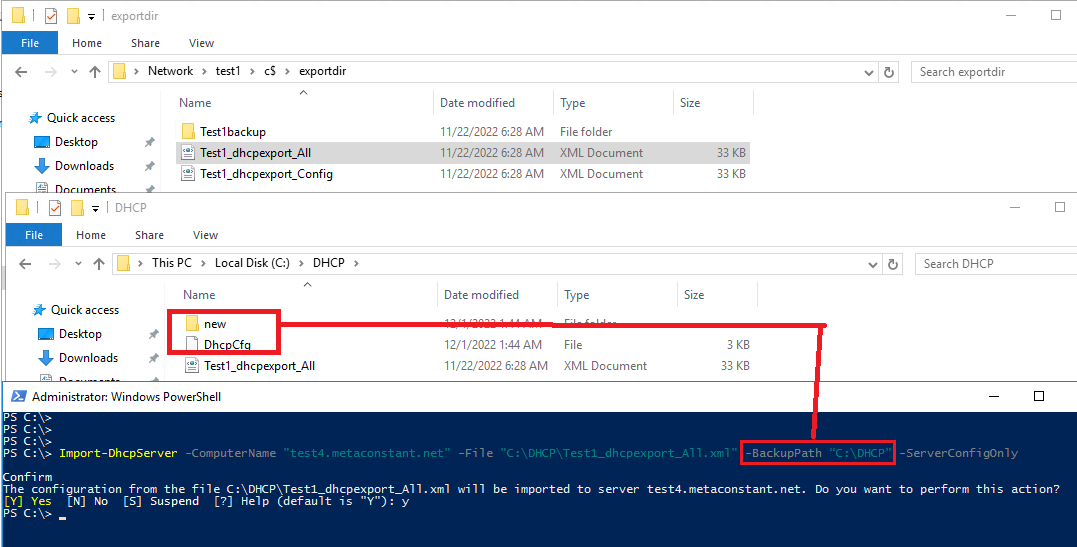 exportdir
File Home Share View
Network test1 c$ exportdir
Search exportdir
Name Date modified Type Size
Quick access
Desktop
Downloads
Documents
Test1backup 11/22/2022 6:28 AM File folder
Test1_dhcpexport_All 11/22/2022 6:28 AM XML Document 33 KB
Test1_dhcpexport_Config 11/22/2022 6:28 AM XML Document 33 KB
DHCP
File Home Share View
This PC Local Disk (C:) DHCP
Search DHCP
Name Date modified Type Size
Quick access
Desktop
Downloads
Documents
new 12/1/2022 1:44 AM File folder
DhcpCfg 12/1/2022 1:44 AM File 3 KB
Test1_dhcpexport_All 11/22/2022 6:28 AM XML Document 33 KB
Administrator: Windows PowerShell
PS C:\>
PS C:\>
PS C:\>
PS C:\> Import-DhcpServer -ComputerName "test4.metaconstant.net" -File "C:\DHCP\Test1_dhcpexport_All.xml" -BackupPath "C:\DHCP" -ServerConfigOnly
Confirm
The configuration from the file C:\DHCP\Test1_dhcpexport_All.xml will be imported to server test4.metaconstant.net. Do you want to perform this action?
[Y] Yes [N] No [S] Suspend [?] Help (default is "Y"): y
PS C:\> _